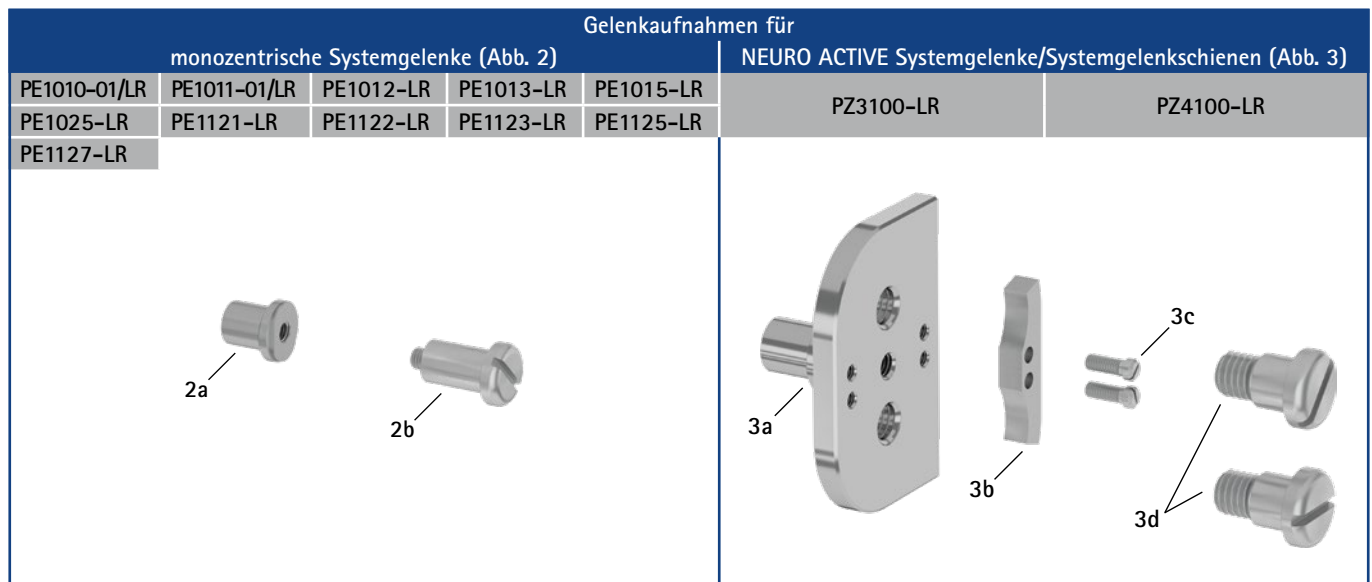 Gelenkaufnahmen für
monozentrische Systemgelenke (Abb. 2)
NEURO ACTIVE Systemgelenke/Systemgelenkschienen (Abb. 3)
PE1010-01/LR PE1011-01/LR PE1012-LR PE1013-LR PE1015-LR
PE1025-LR PE1121-LR PE1122-LR PE1123-LR PE1125-LR
PE1127-LR
PZ3100-LR PZ4100-LR
2a
2b
3a
3b
3c
3d